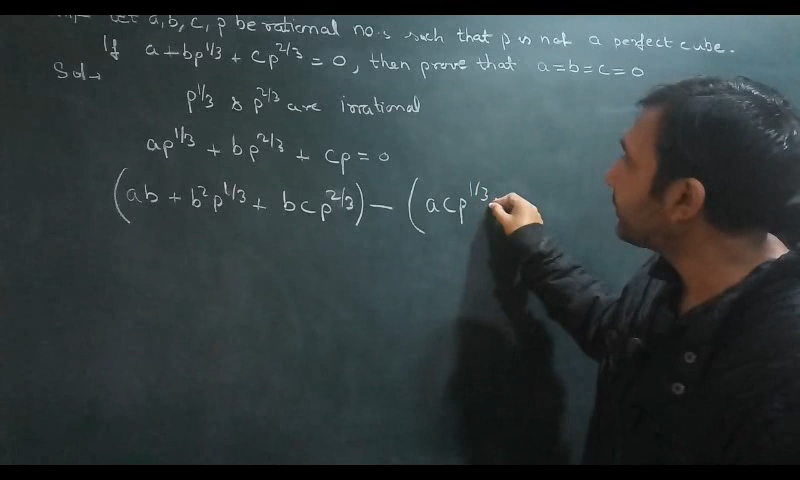 Let a, b, c, p be rational no.s such that p is not a perfect cube.
If a + bp^{1/3} + cp^{2/3} = 0, then prove that a = b = c = 0
Sol→
p^{1/3} & p^{2/3} are irrational
ap^{1/3} + bp^{2/3} + cp = 0
(ab + b²p^{1/3} + bcp^{2/3}) − (acp^{1/3}